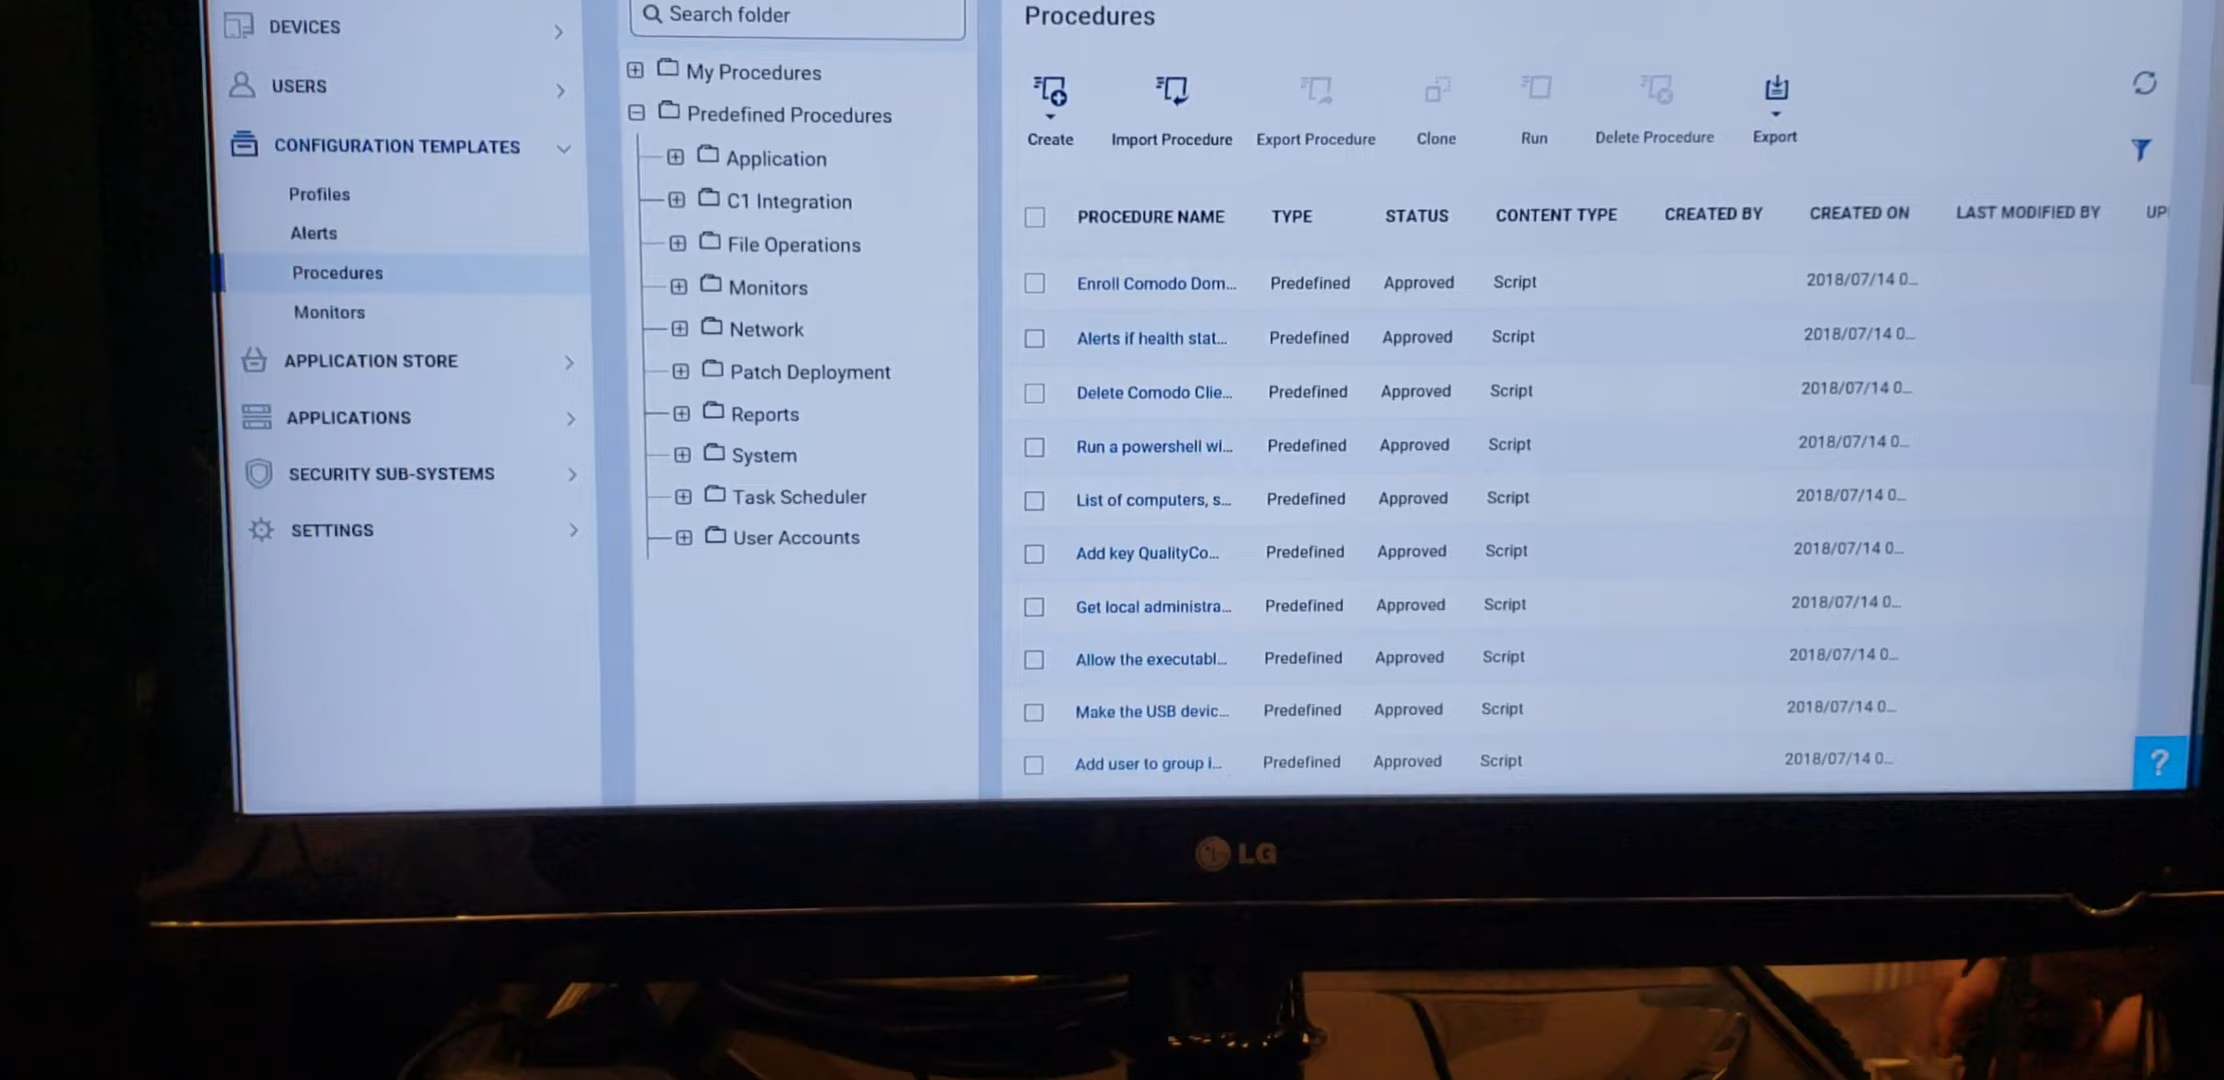 DEVICES
USERS
CONFIGURATION TEMPLATES
Profiles
Alerts
Procedures
Monitors
APPLICATION STORE
APPLICATIONS
SECURITY SUB-SYSTEMS
SETTINGS
Search folder
My Procedures
Predefined Procedures
Application
C1 Integration
File Operations
Monitors
Network
Patch Deployment
Reports
System
Task Scheduler
User Accounts
Procedures
Create Import Procedure Export Procedure Clone Run Delete Procedure Export
PROCEDURE NAME TYPE STATUS CONTENT TYPE CREATED BY CREATED ON LAST MODIFIED BY UP
Enroll Comodo Dom... Predefined Approved Script 2018/07/14 0...
Alerts if health stat... Predefined Approved Script 2018/07/14 0...
Delete Comodo Clie... Predefined Approved Script 2018/07/14 0...
Run a powershell wi... Predefined Approved Script 2018/07/14 0...
List of computers, s... Predefined Approved Script 2018/07/14 0...
Add key QualityCo... Predefined Approved Script 2018/07/14 0...
Get local administra... Predefined Approved Script 2018/07/14 0...
Allow the executabl... Predefined Approved Script 2018/07/14 0...
Make the USB devic... Predefined Approved Script 2018/07/14 0...
Add user to group i... Predefined Approved Script 2018/07/14 0...
?
LG